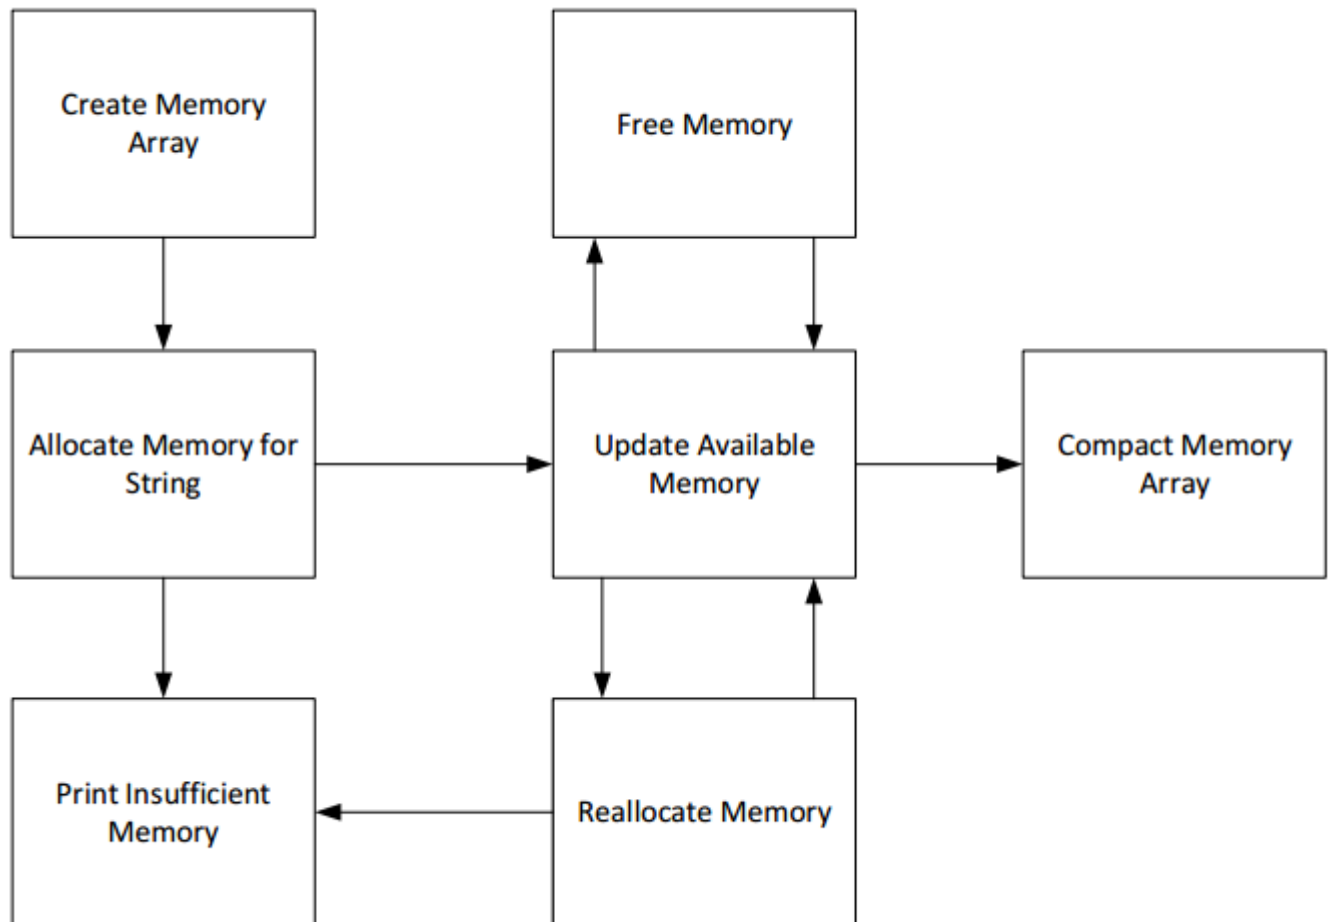 Create Memory
Array
Free Memory
Allocate Memory for
String
Update Available
Memory
Compact Memory
Array
Print Insufficient
Memory
Reallocate Memory